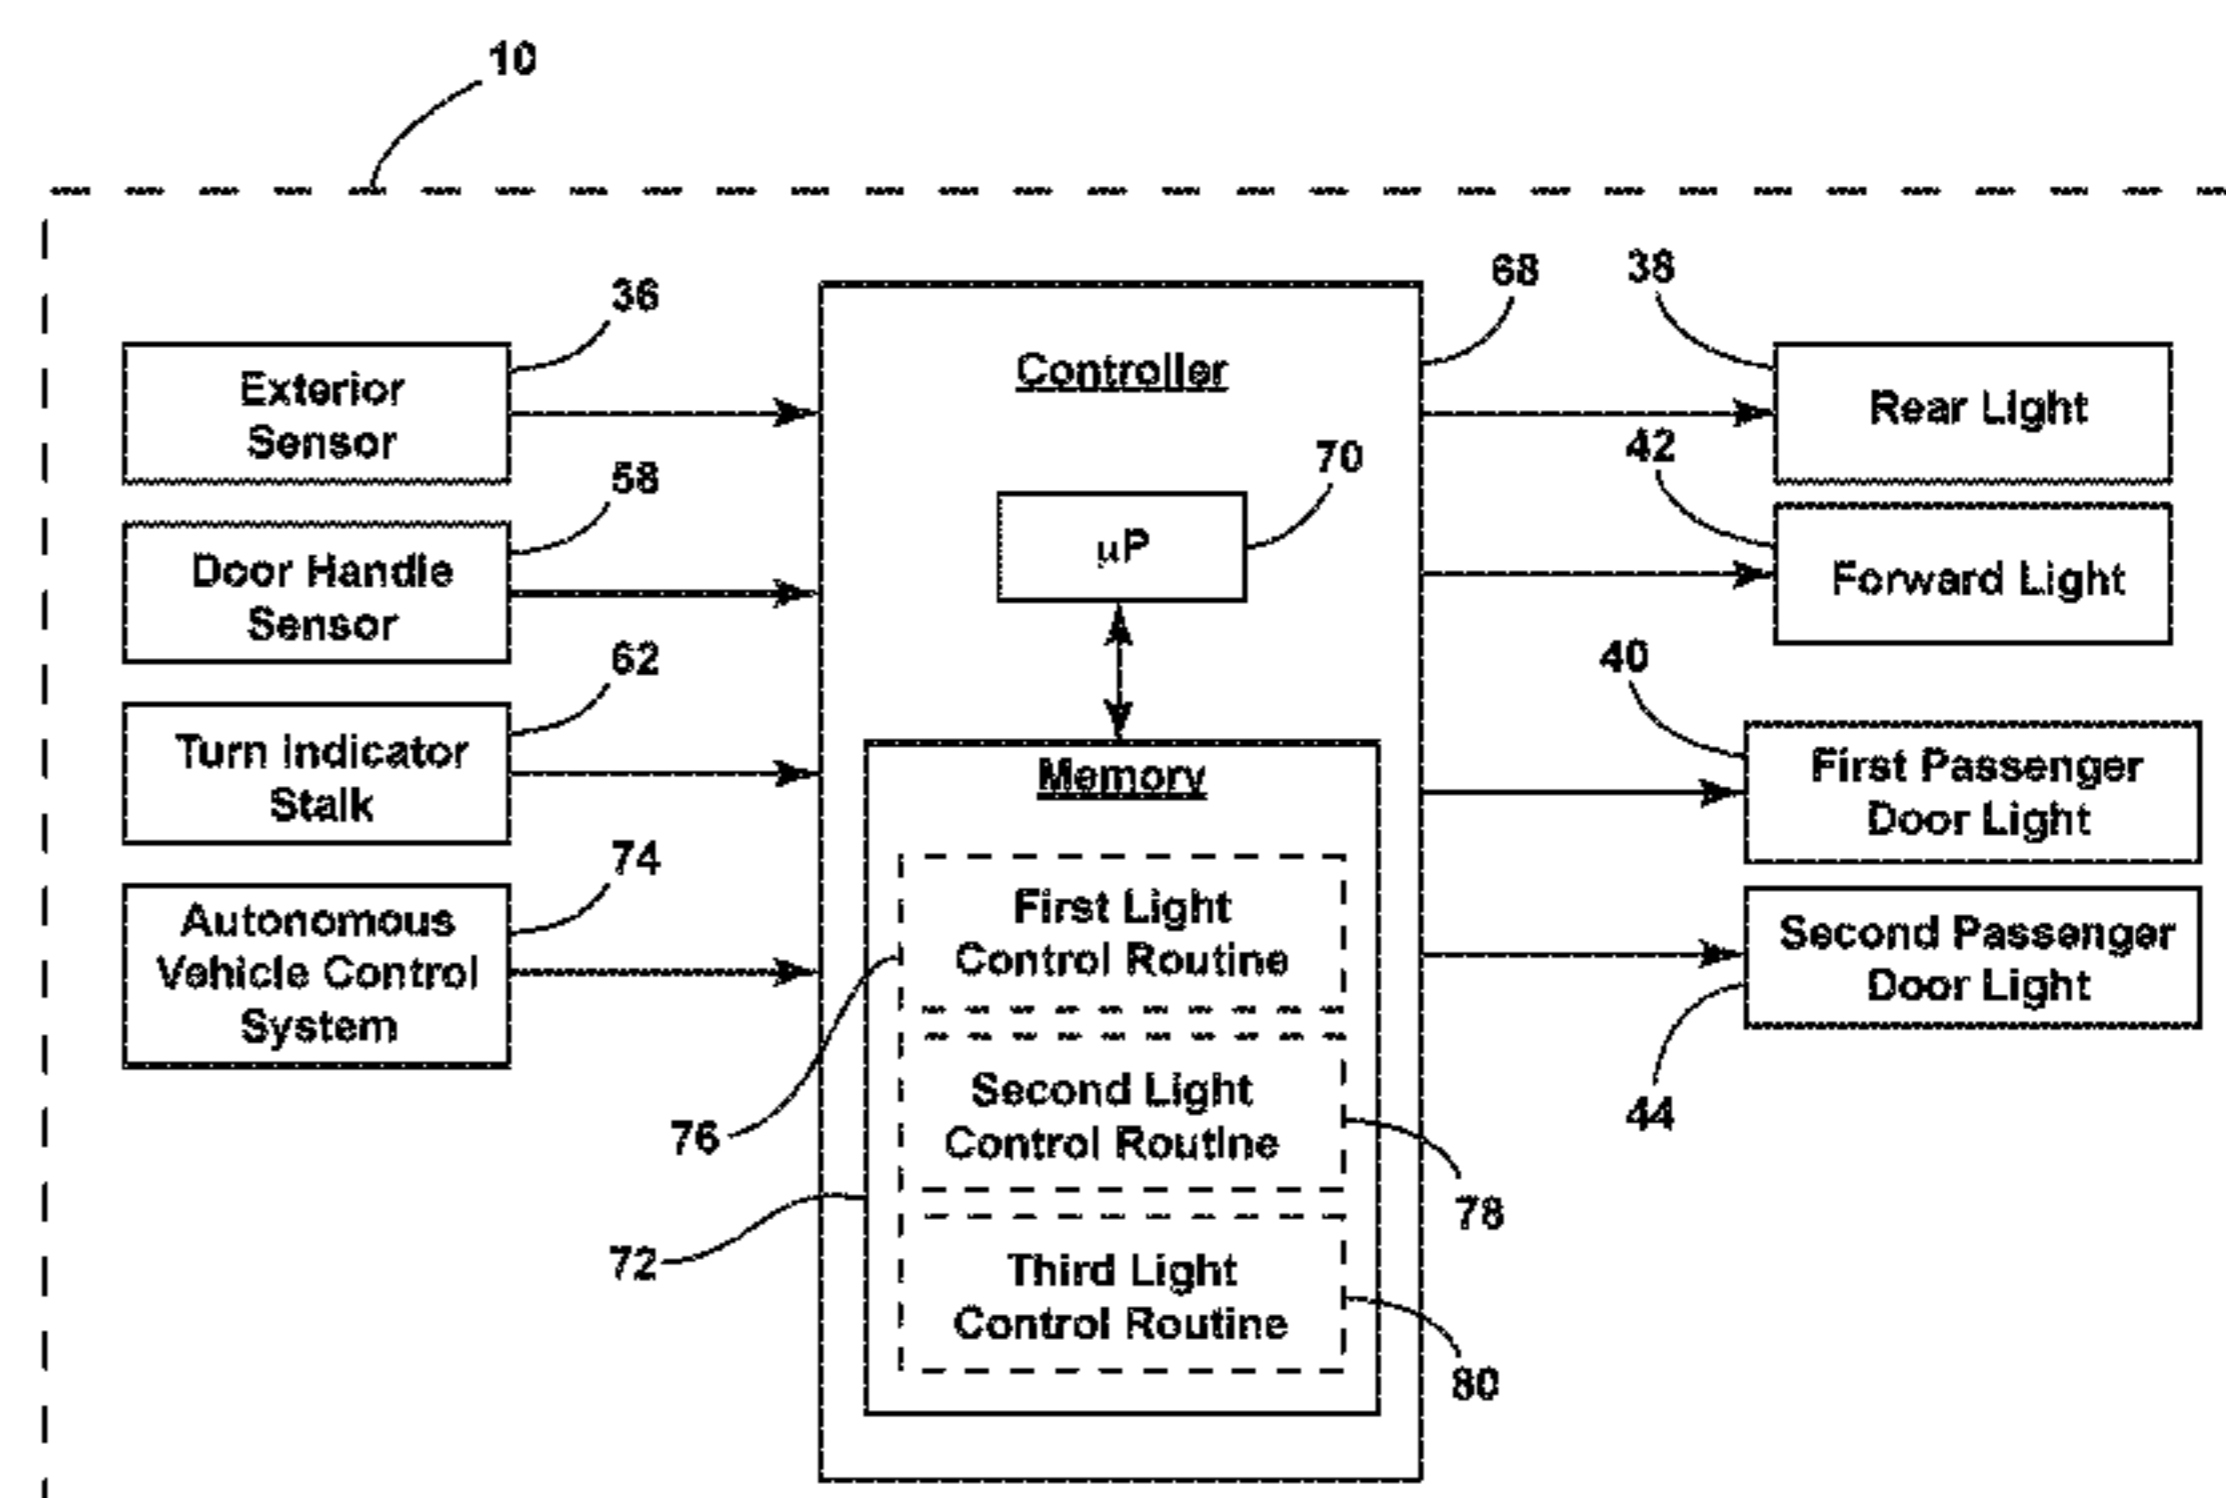 10
36
Exterior
Sensor
58
Door Handle
Sensor
62
Turn Indicator
Stalk
74
Autonomous
Vehicle Control
System
68
Controller
70
μP
Memory
First Light
Control Routine
76
Second Light
Control Routine
78
72
Third Light
Control Routine
80
38
Rear Light
42
Forward Light
40
First Passenger
Door Light
Second Passenger
Door Light
44